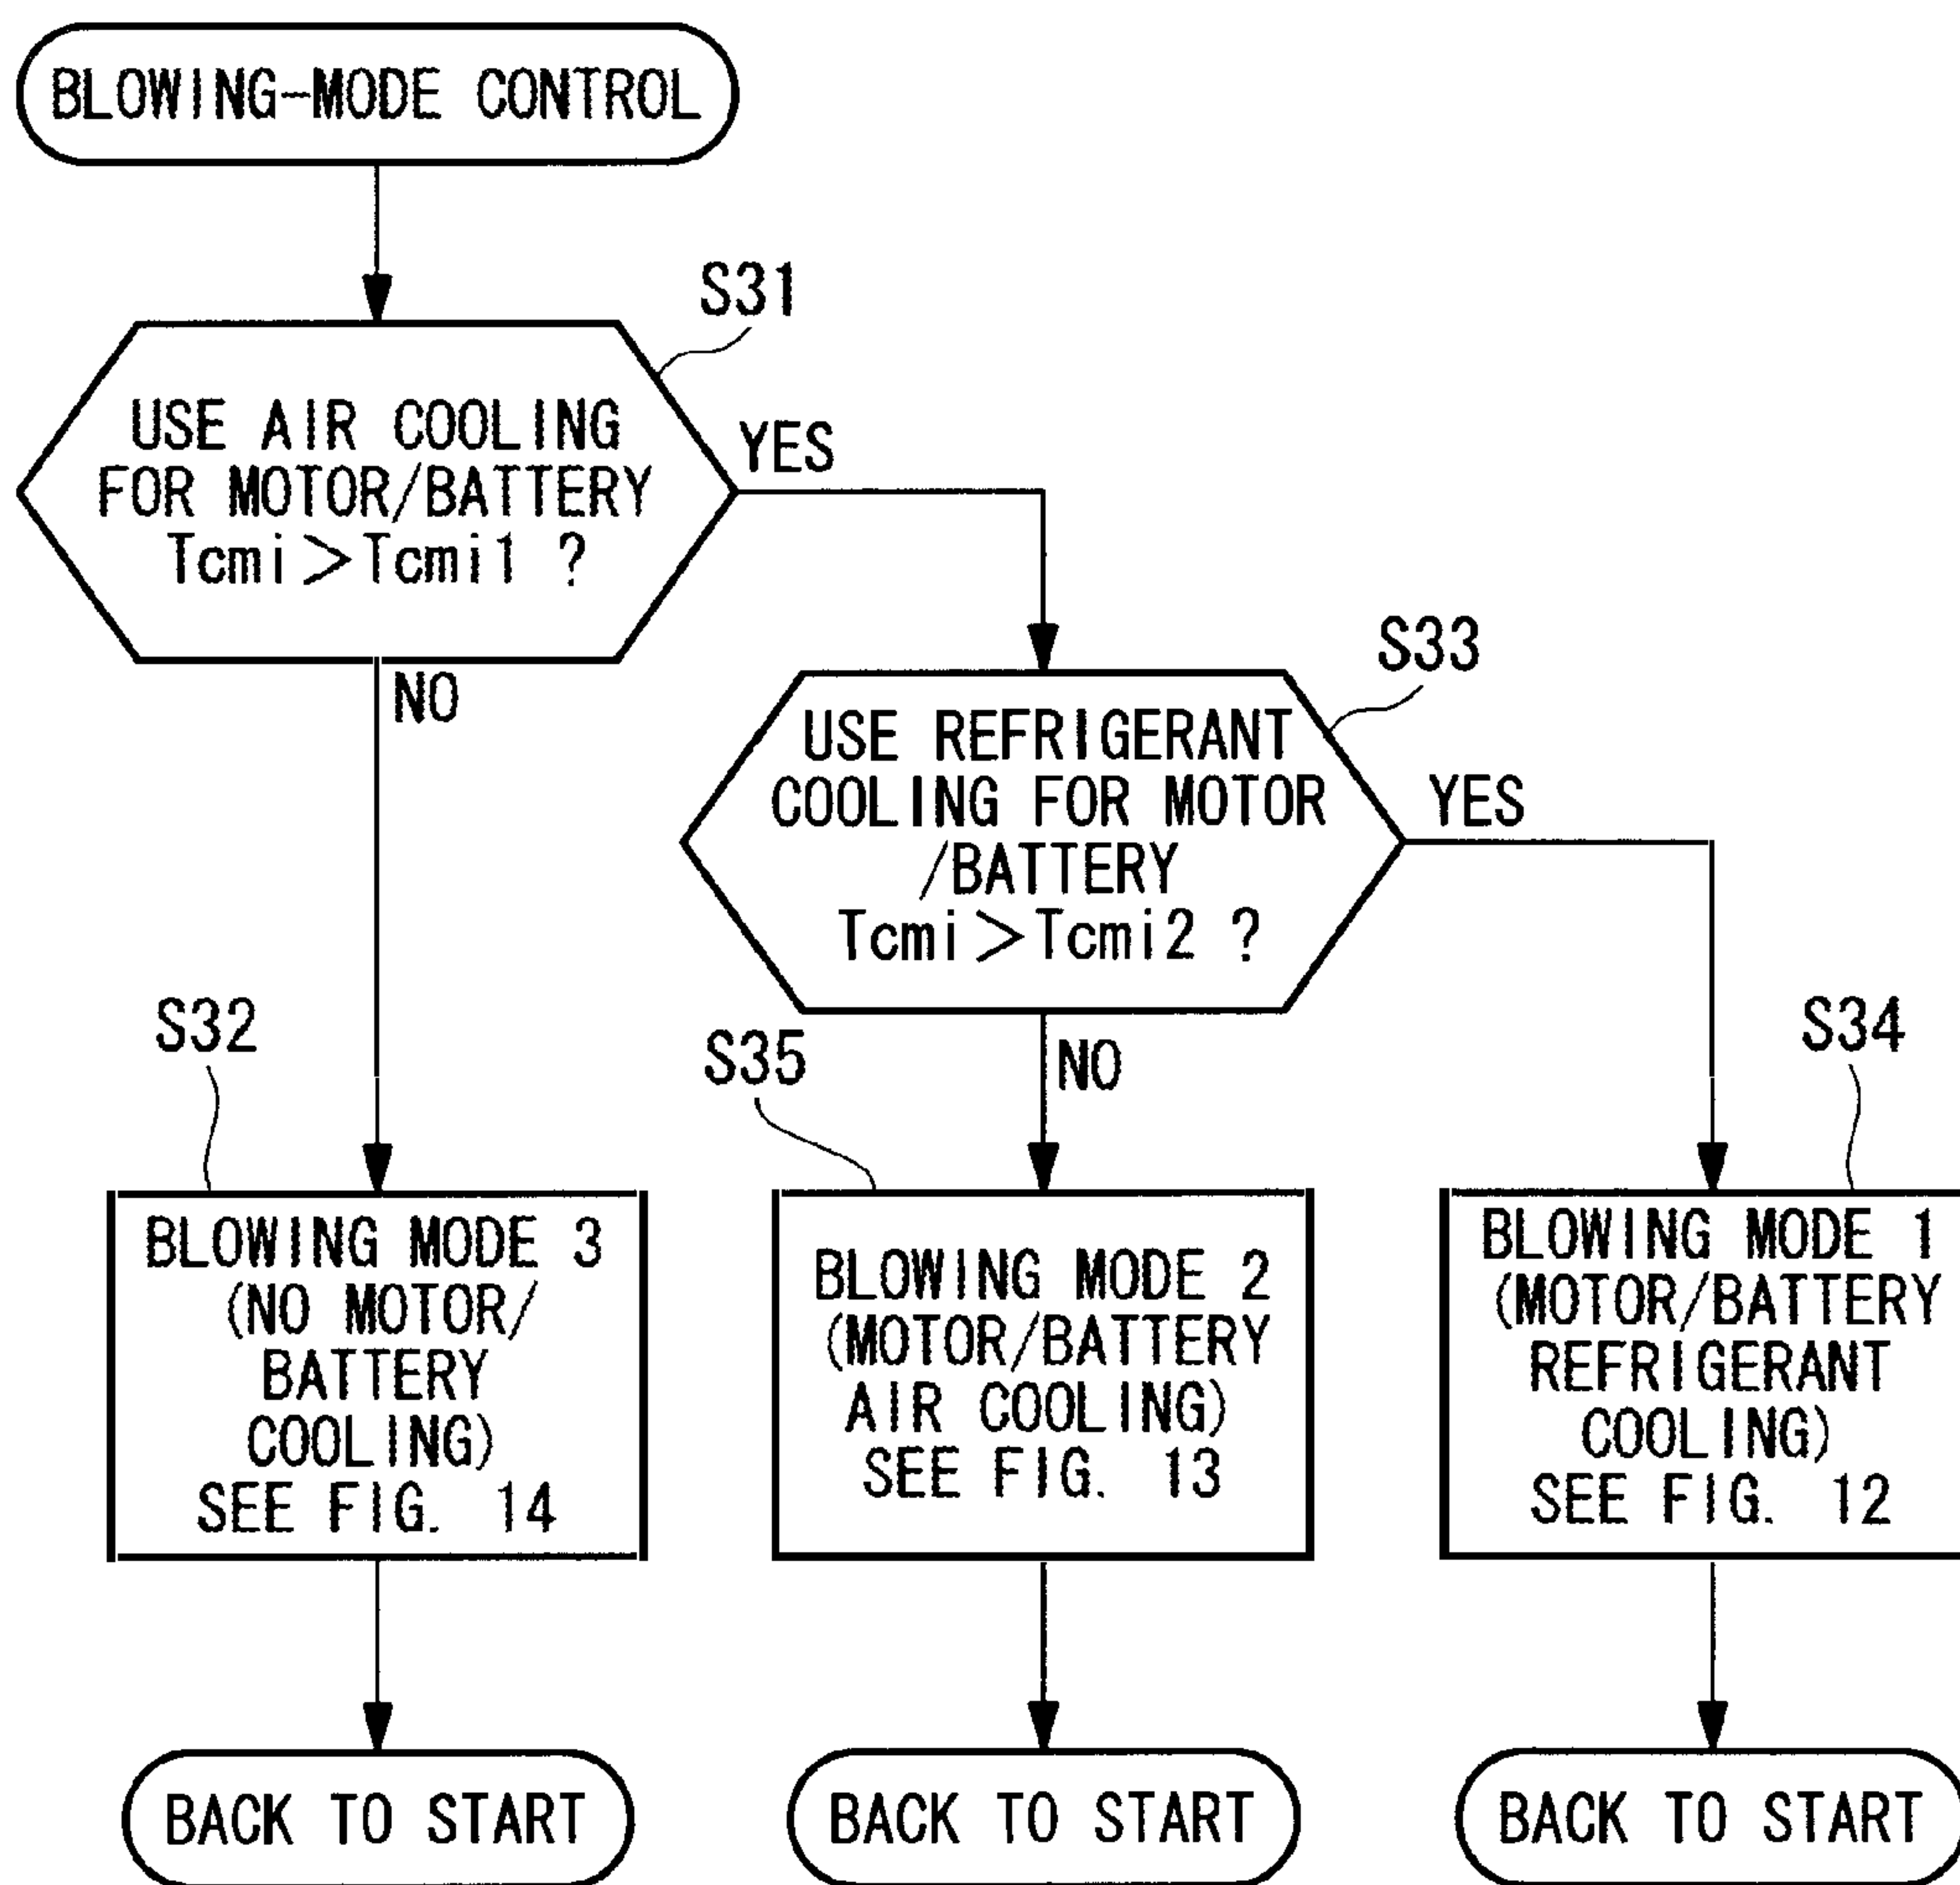 BLOWING-MODE CONTROL
S31
USE AIR COOLING
FOR MOTOR/BATTERY
Tcmi>Tcmi1 ?
YES
NO
S33
USE REFRIGERANT
COOLING FOR MOTOR
/BATTERY
Tcmi>Tcmi2 ?
YES
NO
S32
BLOWING MODE 3
(NO MOTOR/
BATTERY
COOLING)
SEE FIG. 14
S35
BLOWING MODE 2
(MOTOR/BATTERY
AIR COOLING)
SEE FIG. 13
S34
BLOWING MODE 1
(MOTOR/BATTERY
REFRIGERANT
COOLING)
SEE FIG. 12
BACK TO START
BACK TO START
BACK TO START